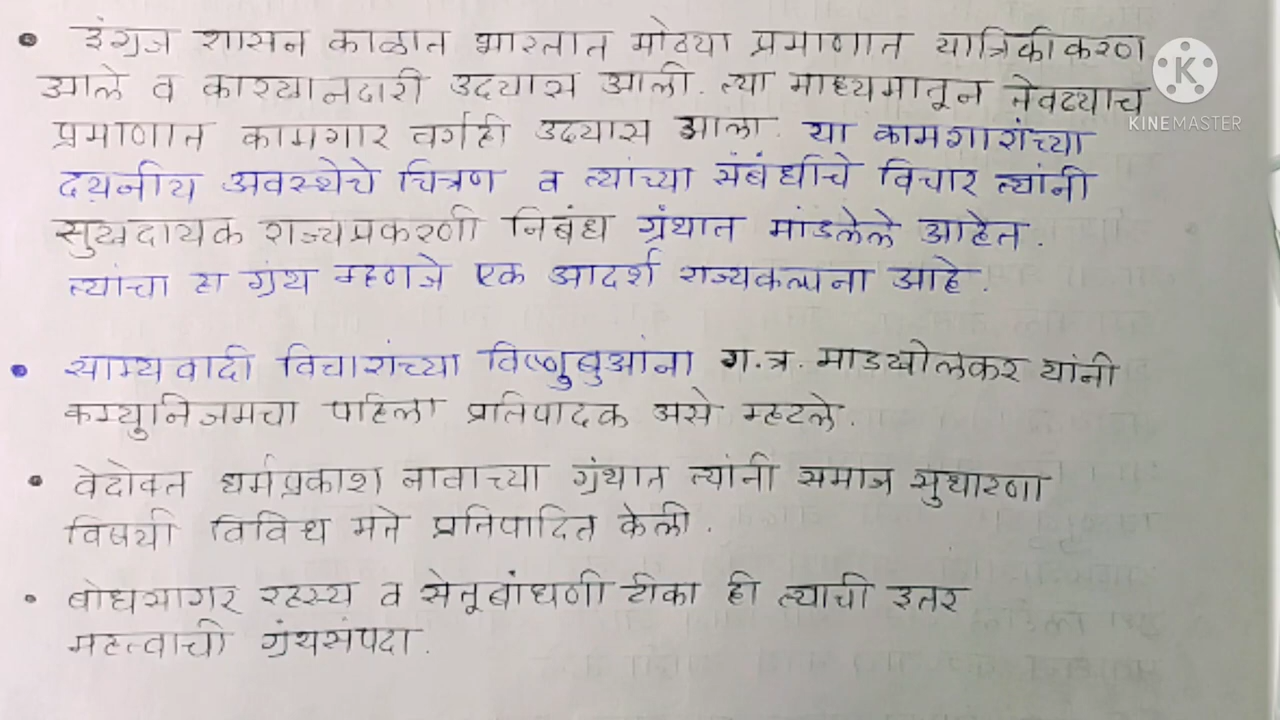 • इंग्रज शासन काळात भारतात मोठया प्रमाणात यात्रिकीकरण
आले व कारखानदारी उदयास आली. त्या माध्यमातून तेवढ्याच
प्रमाणात कामगार वर्गही उदयास आला. या कामगारांच्या
दयनीय अवस्थेचे चित्रण व त्यांच्या संबंधीचे विचार त्यांनी
सुखदायक राज्यप्रकरणी निबंध ग्रंथात मांडलेले आहेत.
त्यांचा हा ग्रंथ म्हणजे एक आदर्श राज्यकल्पना आहे.
• साम्यवादी विचारांच्या विष्णुबुआंना ग.त्र. माडखोलकर यांनी
कम्युनिजमचा पहिला प्रतिपादक असे म्हटले.
• वेदोक्त धर्मप्रकाश नावाच्या ग्रंथात त्यांनी समाज सुधारणा
विषयी विविध मते प्रतिपादित केली.
• बोधसागर रहस्य व सेतूबांधणी टीका ही त्याची इतर
महत्वाची ग्रंथसंपदा.
KINEMASTER